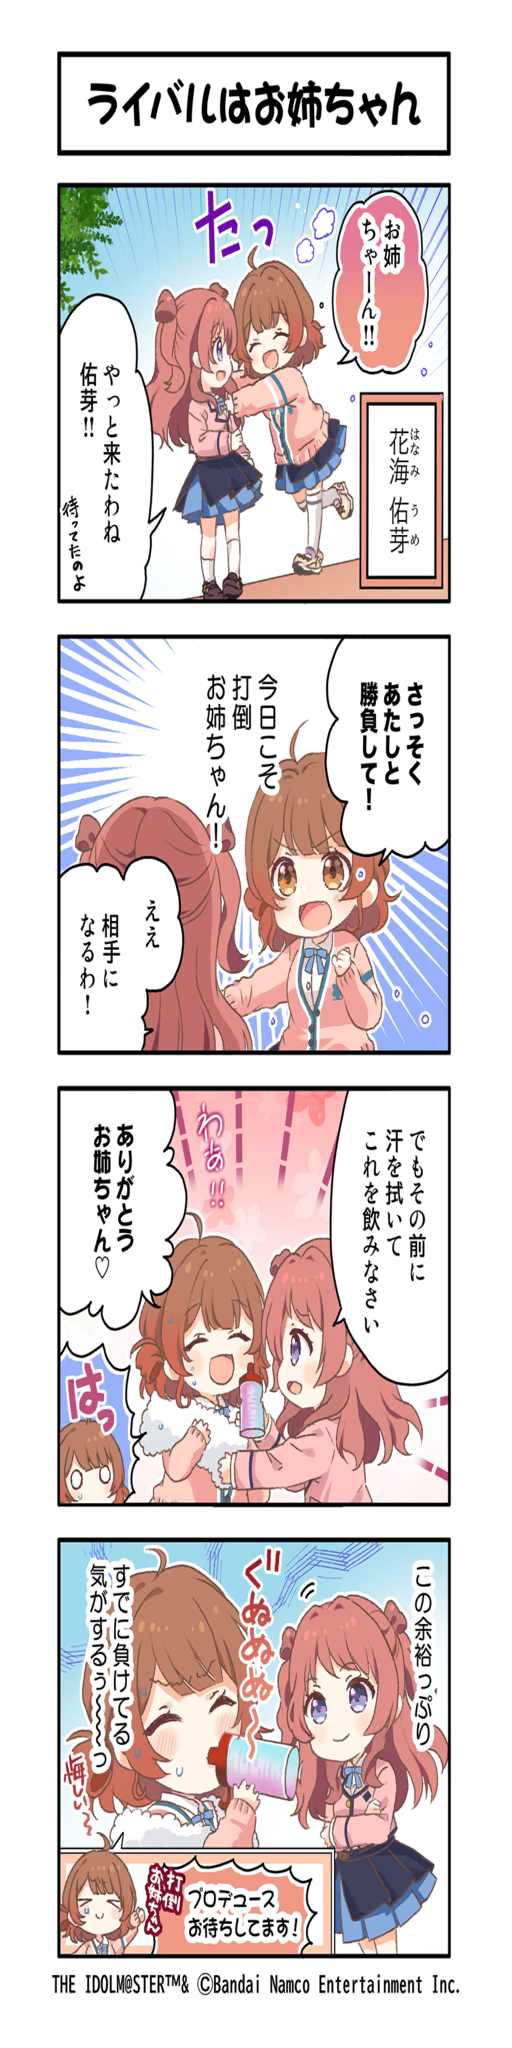 ライバルはお姉ちゃん
お姉
ちゃーん!!
たっ
花海 佑芽
はなみ うめ
やっと来たわね
佑芽!!
待ってたのよ
さっそく
あたしと
勝負して!
今日こそ
打倒
お姉ちゃん!
ええ
相手に
なるわ!
でもその前に
汗を拭いて
これを飲みなさい
わぁ!!
ありがとう
お姉ちゃん♡
はっ
この余裕っぷり
ぐぬぬぬ〜
すでに負けてる
気がするぅ〜〜っ
悔しい〜
打倒
お姉ちゃん
プロデュース
お待ちしてます!
THE IDOLM@STER™& ©Bandai Namco Entertainment Inc.